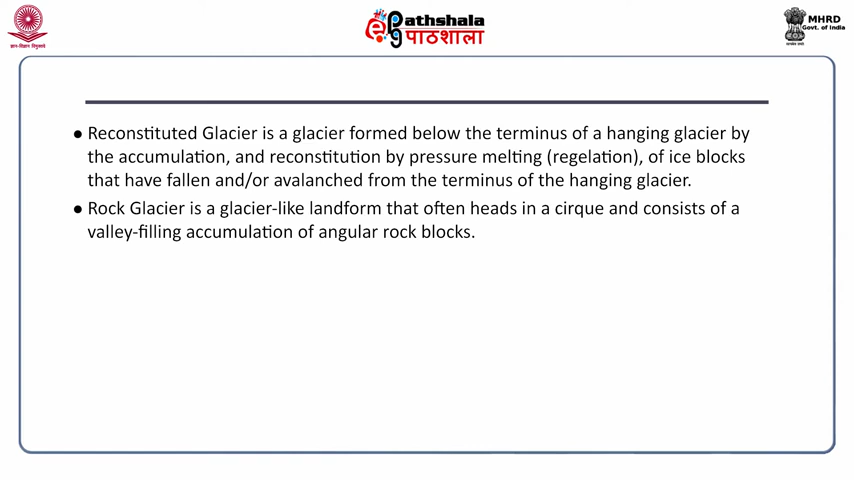 ePathshala
पाठशाला
MHRD
Govt. of India
● Reconstituted Glacier is a glacier formed below the terminus of a hanging glacier by
the accumulation, and reconstitution by pressure melting (regelation), of ice blocks
that have fallen and/or avalanched from the terminus of the hanging glacier.
● Rock Glacier is a glacier-like landform that often heads in a cirque and consists of a
valley-filling accumulation of angular rock blocks.